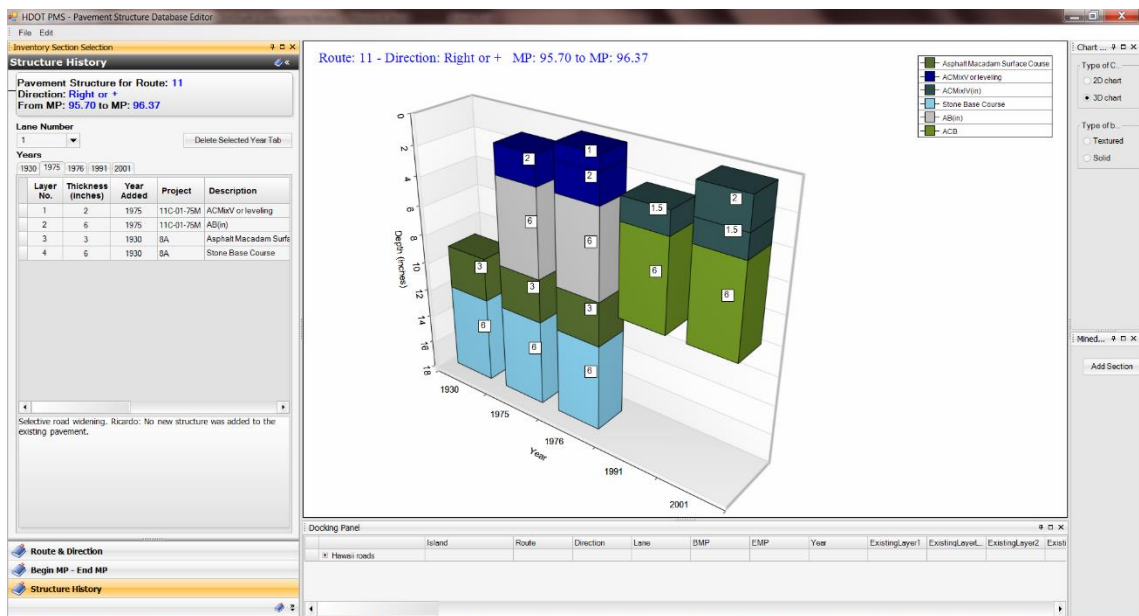 HDOT PMS - Pavement Structure Database Editor
File Edit
Inventory Section Selection
Structure History
Pavement Structure for Route: 11
Direction: Right or +
From MP: 95.70 to MP: 96.37
Lane Number
1
Delete Selected Year Tab
Years
1930 1975 1976 1991 2001
Layer No. Thickness (inches) Year Added Project Description
1 2 1975 11C-01-75M ACMixV or leveling
2 6 1975 11C-01-75M AB(in)
3 3 1930 8A Asphalt Macadam Surfa
4 6 1930 8A Stone Base Course
Selective road widening. Ricardo: No new structure was added to the
existing pavement.
Route & Direction
Begin MP - End MP
Structure History
Route: 11 - Direction: Right or + MP: 95.70 to MP: 96.37
Asphalt Macadam Surface Course
ACMixV or leveling
ACMixIV(in)
Stone Base Course
AB(in)
ACB
Depth (inches)
0
2
4
6
8
10
12
14
16
18
3
6
2
6
3
6
1
2
6
3
6
1.5
6
2
1.5
6
1930
1975
1976
1991
2001
Year
Docking Panel
Island Route Direction Lane BMP EMP Year ExistingLayer1 ExistingLayet... ExistingLayer2 Existi
Hawaii roads
Chart ...
Type of C...
2D chart
3D chart
Type of b...
Textured
Solid
Mined...
Add Section